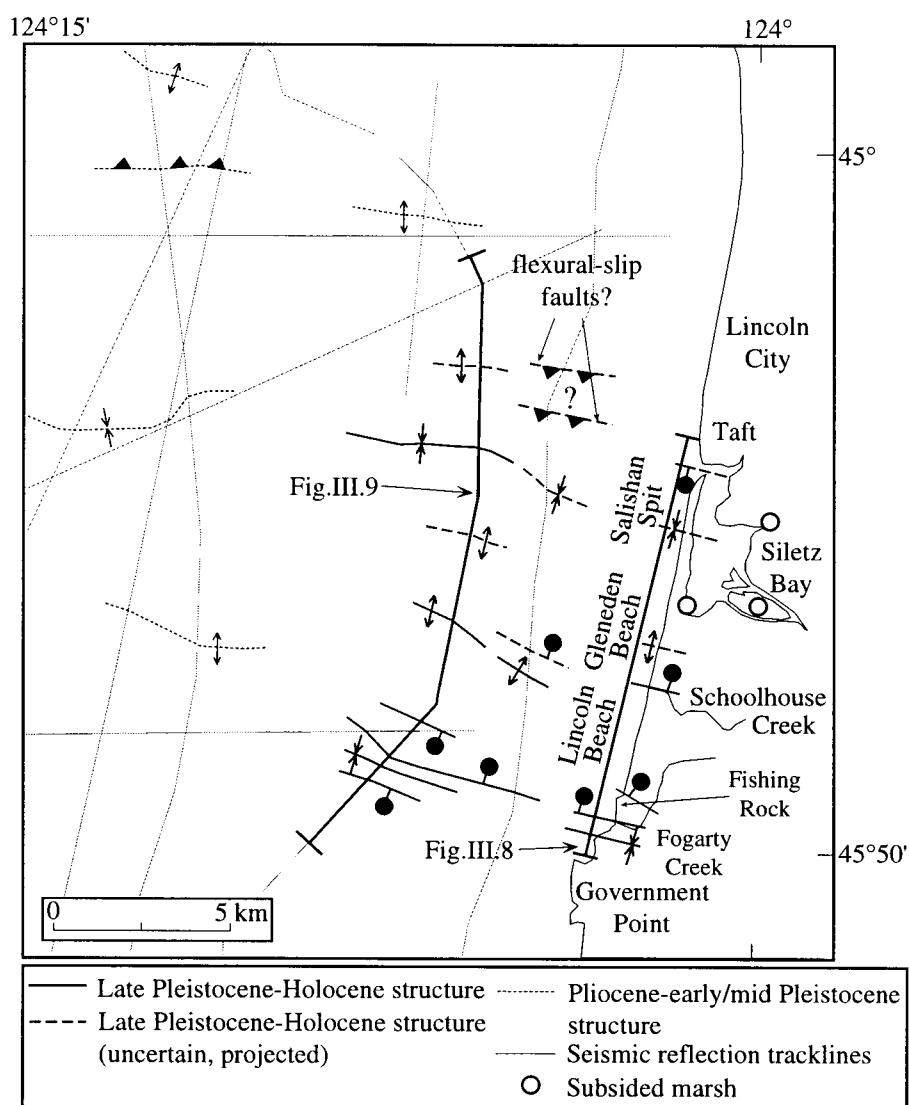 124°15'
124°
45°
flexural-slip
faults?
Lincoln
City
?
Taft
Fig.III.9
Salishan
Spit
Siletz
Bay
Gleneden
Beach
Schoolhouse
Creek
Lincoln
Beach
Fishing
Rock
Fig.III.8
Fogarty
Creek
45°50'
Government
Point
0 5 km
Late Pleistocene-Holocene structure
Late Pleistocene-Holocene structure
(uncertain, projected)
Pliocene-early/mid Pleistocene
structure
Seismic reflection tracklines
Subsided marsh